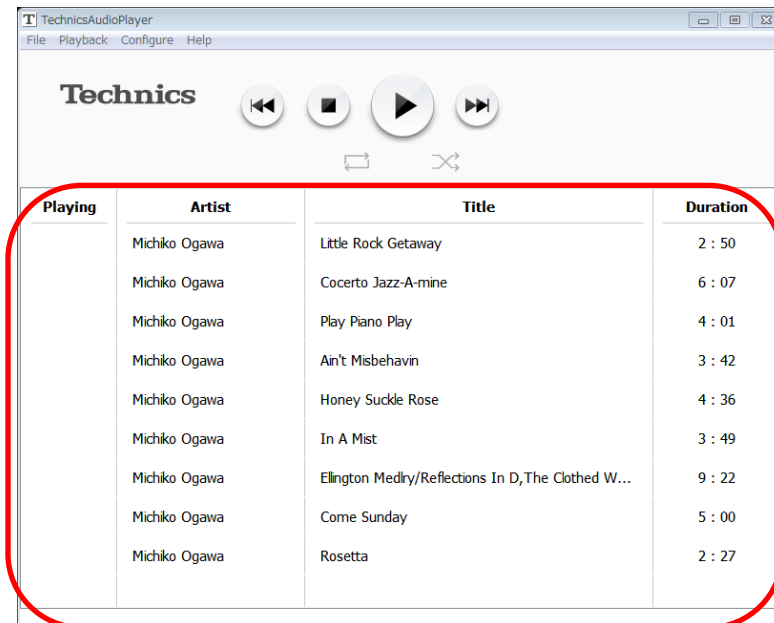 T TechnicsAudioPlayer
File Playback Configure Help
Technics
Playing Artist Title Duration
Michiko Ogawa Little Rock Getaway 2 : 50
Michiko Ogawa Cocerto Jazz-A-mine 6 : 07
Michiko Ogawa Play Piano Play 4 : 01
Michiko Ogawa Ain't Misbehavin 3 : 42
Michiko Ogawa Honey Suckle Rose 4 : 36
Michiko Ogawa In A Mist 3 : 49
Michiko Ogawa Ellington Medlry/Reflections In D,The Clothed W... 9 : 22
Michiko Ogawa Come Sunday 5 : 00
Michiko Ogawa Rosetta 2 : 27